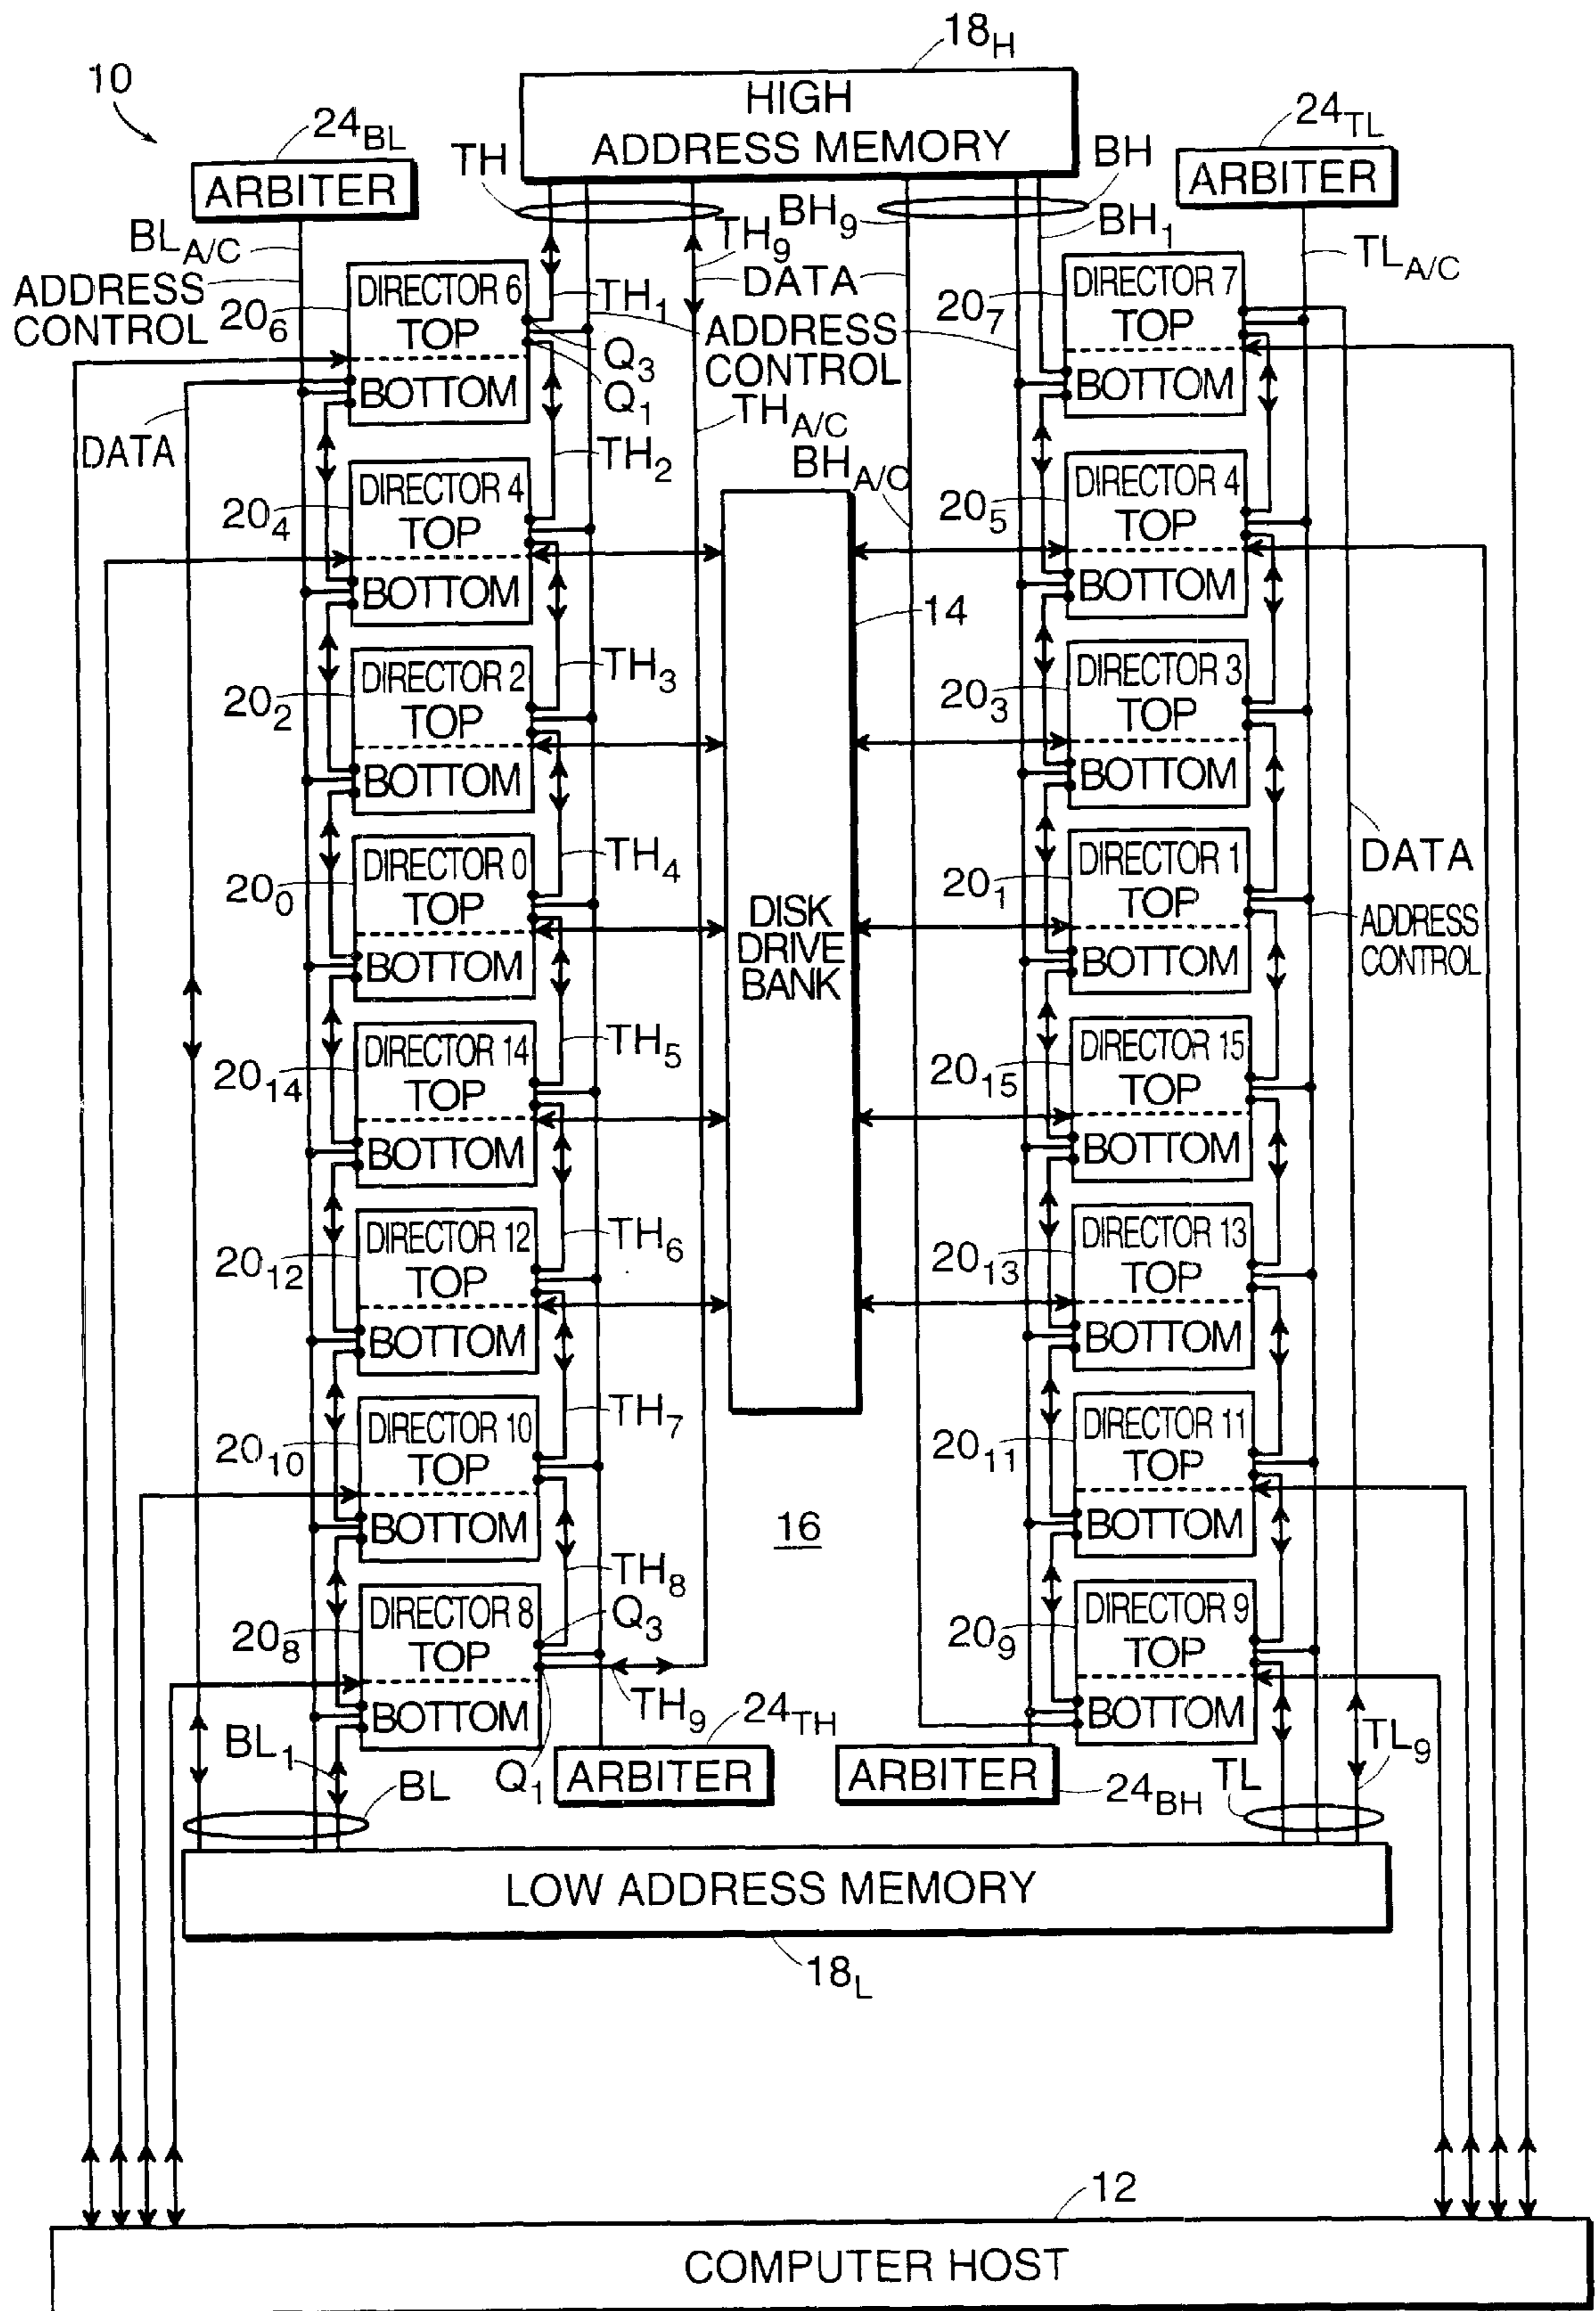 18H
10
HIGH
ADDRESS MEMORY
24BL
ARBITER
TH
BH
24TL
ARBITER
BLA/C
ADDRESS
CONTROL
TH9
BH9
BH1
TLA/C
DATA
206
DIRECTOR 6
TOP
BOTTOM
TH1
ADDRESS
CONTROL
Q3
Q1
207
DIRECTOR 7
TOP
BOTTOM
DATA
THA/C
TH2
BHA/C
204
DIRECTOR 4
TOP
BOTTOM
205
DIRECTOR 4
TOP
BOTTOM
14
202
DIRECTOR 2
TOP
BOTTOM
TH3
203
DIRECTOR 3
TOP
BOTTOM
200
DIRECTOR 0
TOP
BOTTOM
TH4
DISK
DRIVE
BANK
201
DIRECTOR 1
TOP
BOTTOM
DATA
ADDRESS
CONTROL
2014
DIRECTOR 14
TOP
BOTTOM
TH5
2015
DIRECTOR 15
TOP
BOTTOM
2012
DIRECTOR 12
TOP
BOTTOM
TH6
2013
DIRECTOR 13
TOP
BOTTOM
2010
DIRECTOR 10
TOP
BOTTOM
TH7
2011
DIRECTOR 11
TOP
BOTTOM
16
TH8
208
DIRECTOR 8
TOP
BOTTOM
Q3
209
DIRECTOR 9
TOP
BOTTOM
TH9
24TH
BL1
BL
Q1
ARBITER
ARBITER
24BH
TL
TL9
LOW ADDRESS MEMORY
18L
12
COMPUTER HOST